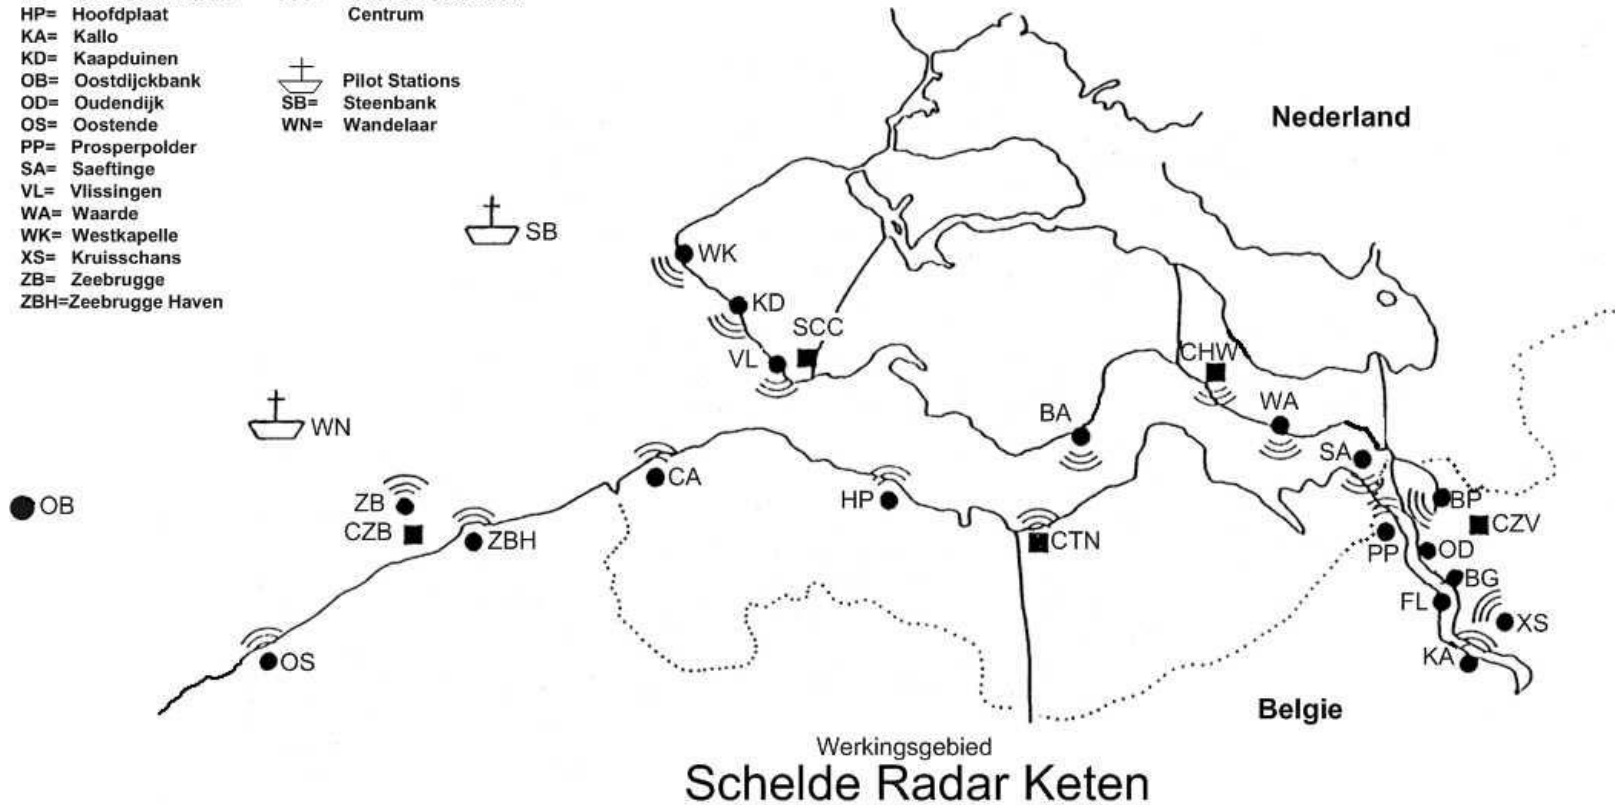 HP= Hoofdplaat
KA= Kallo
KD= Kaapduinen
OB= Oostdijckbank
OD= Oudendijk
OS= Oostende
PP= Prosperpolder
SA= Saeftinge
VL= Vlissingen
WA= Waarde
WK= Westkapelle
XS= Kruisschans
ZB= Zeebrugge
ZBH=Zeebrugge Haven
Centrum
Pilot Stations
SB= Steenbank
WN= Wandelaar
Nederland
SB
WK
KD
SCC
VL
CHW
WN
BA
WA
SA
CA
OB
ZB
HP
BP
CZB
ZBH
CTN
CZV
PP
OD
BG
FL
XS
OS
KA
Belgie
Werkingsgebied
Schelde Radar Keten